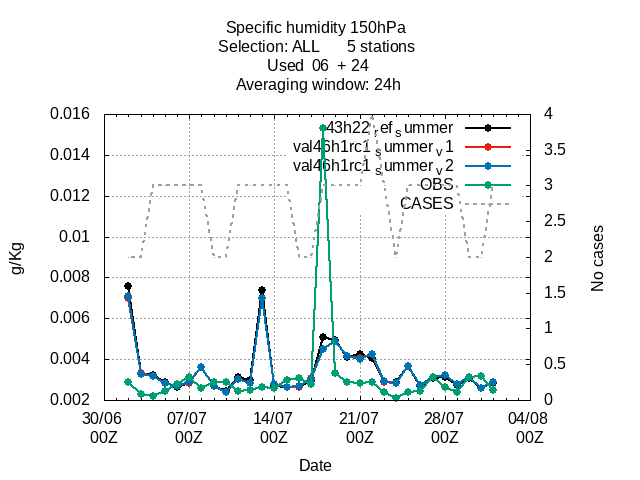 Specific humidity 150hPa
Selection: ALL 5 stations
Used 06 + 24
Averaging window: 24h
43h22_ref_summer
val46h1rc1_summer_v1
val46h1rc1_summer_v2
OBS
CASES
0.016
0.014
0.012
0.01
0.008
0.006
0.004
0.002
g/Kg
4
3.5
3
2.5
2
1.5
1
0.5
0
No cases
30/06 07/07 14/07 21/07 28/07 04/08
00Z 00Z 00Z 00Z 00Z 00Z
Date